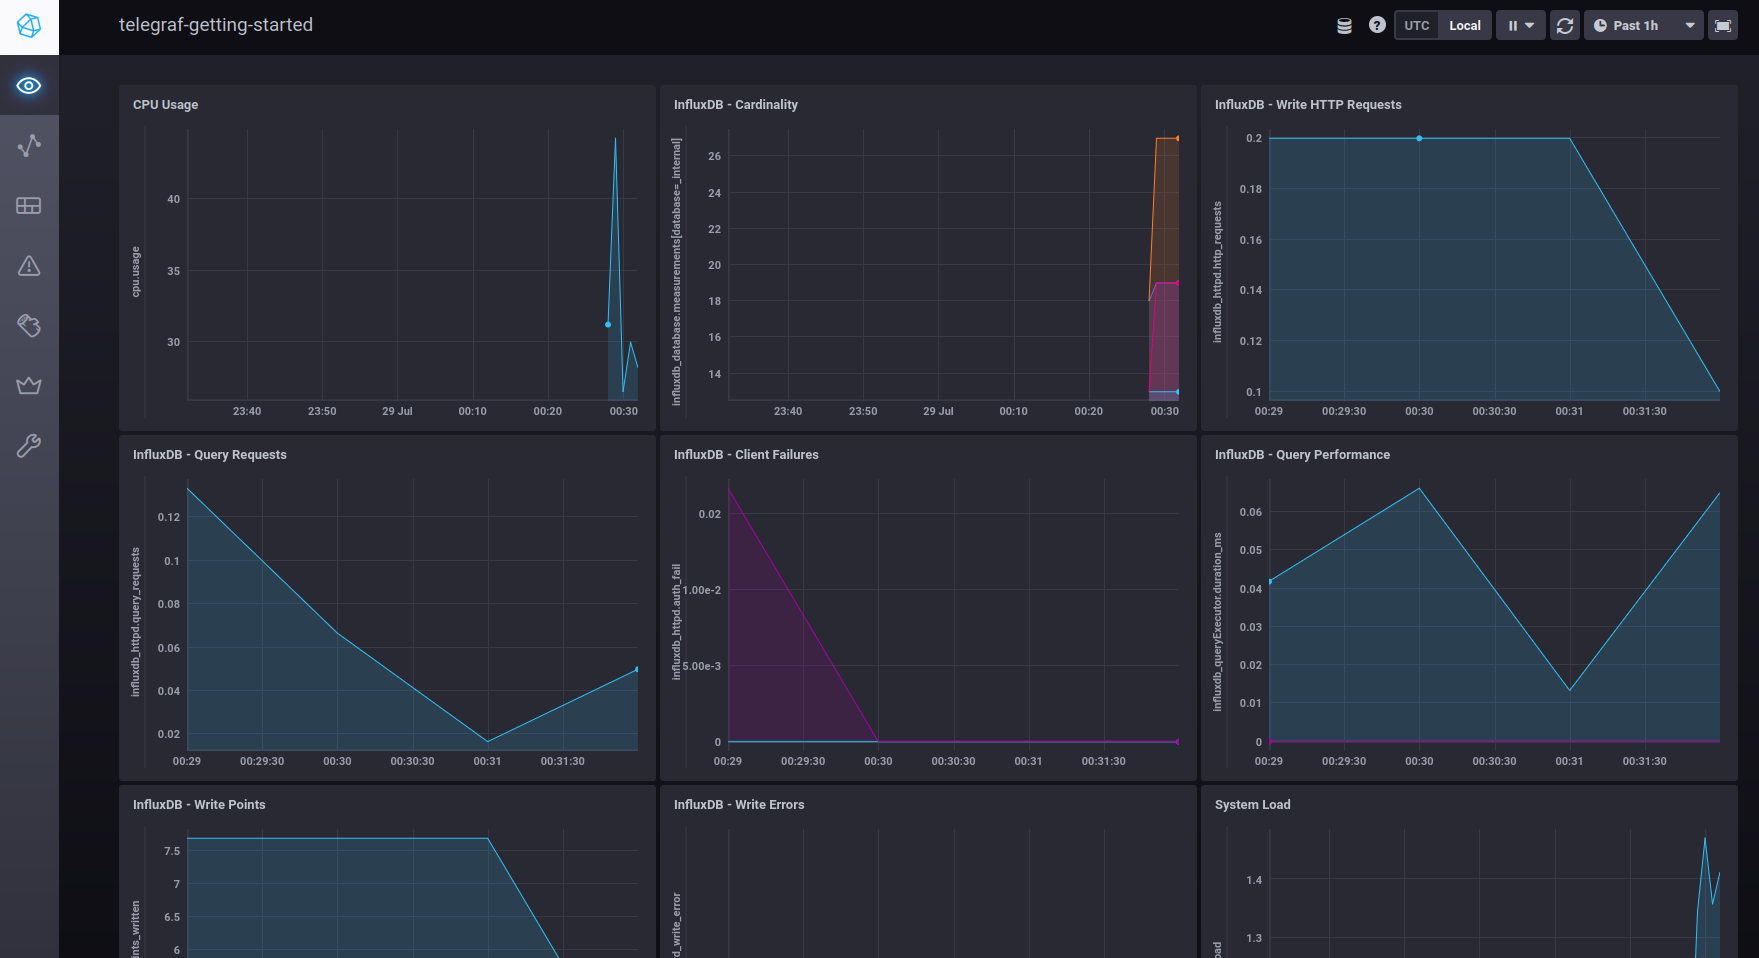 telegraf-getting-started
UTC Local
Past 1h
CPU Usage
cpu.usage
40
35
30
23:40 23:50 29 Jul 00:10 00:20 00:30
InfluxDB - Cardinality
influxdb_database.measurements[database=_internal]
26
24
22
20
18
16
14
23:40 23:50 29 Jul 00:10 00:20 00:30
InfluxDB - Write HTTP Requests
influxdb_httpd.http_requests
0.2
0.18
0.16
0.14
0.12
0.1
00:29 00:29:30 00:30 00:30:30 00:31 00:31:30
InfluxDB - Query Requests
influxdb_httpd.query_requests
0.12
0.1
0.08
0.06
0.04
0.02
00:29 00:29:30 00:30 00:30:30 00:31 00:31:30
InfluxDB - Client Failures
influxdb_httpd.auth_fail
0.02
1.00e-2
5.00e-3
0
00:29 00:29:30 00:30 00:30:30 00:31 00:31:30
InfluxDB - Query Performance
influxdb_queryExecutor.duration_ms
0.06
0.05
0.04
0.03
0.02
0.01
0
00:29 00:29:30 00:30 00:30:30 00:31 00:31:30
InfluxDB - Write Points
ints_written
7.5
7
6.5
6
InfluxDB - Write Errors
d_write_error
System Load
oad
1.4
1.3